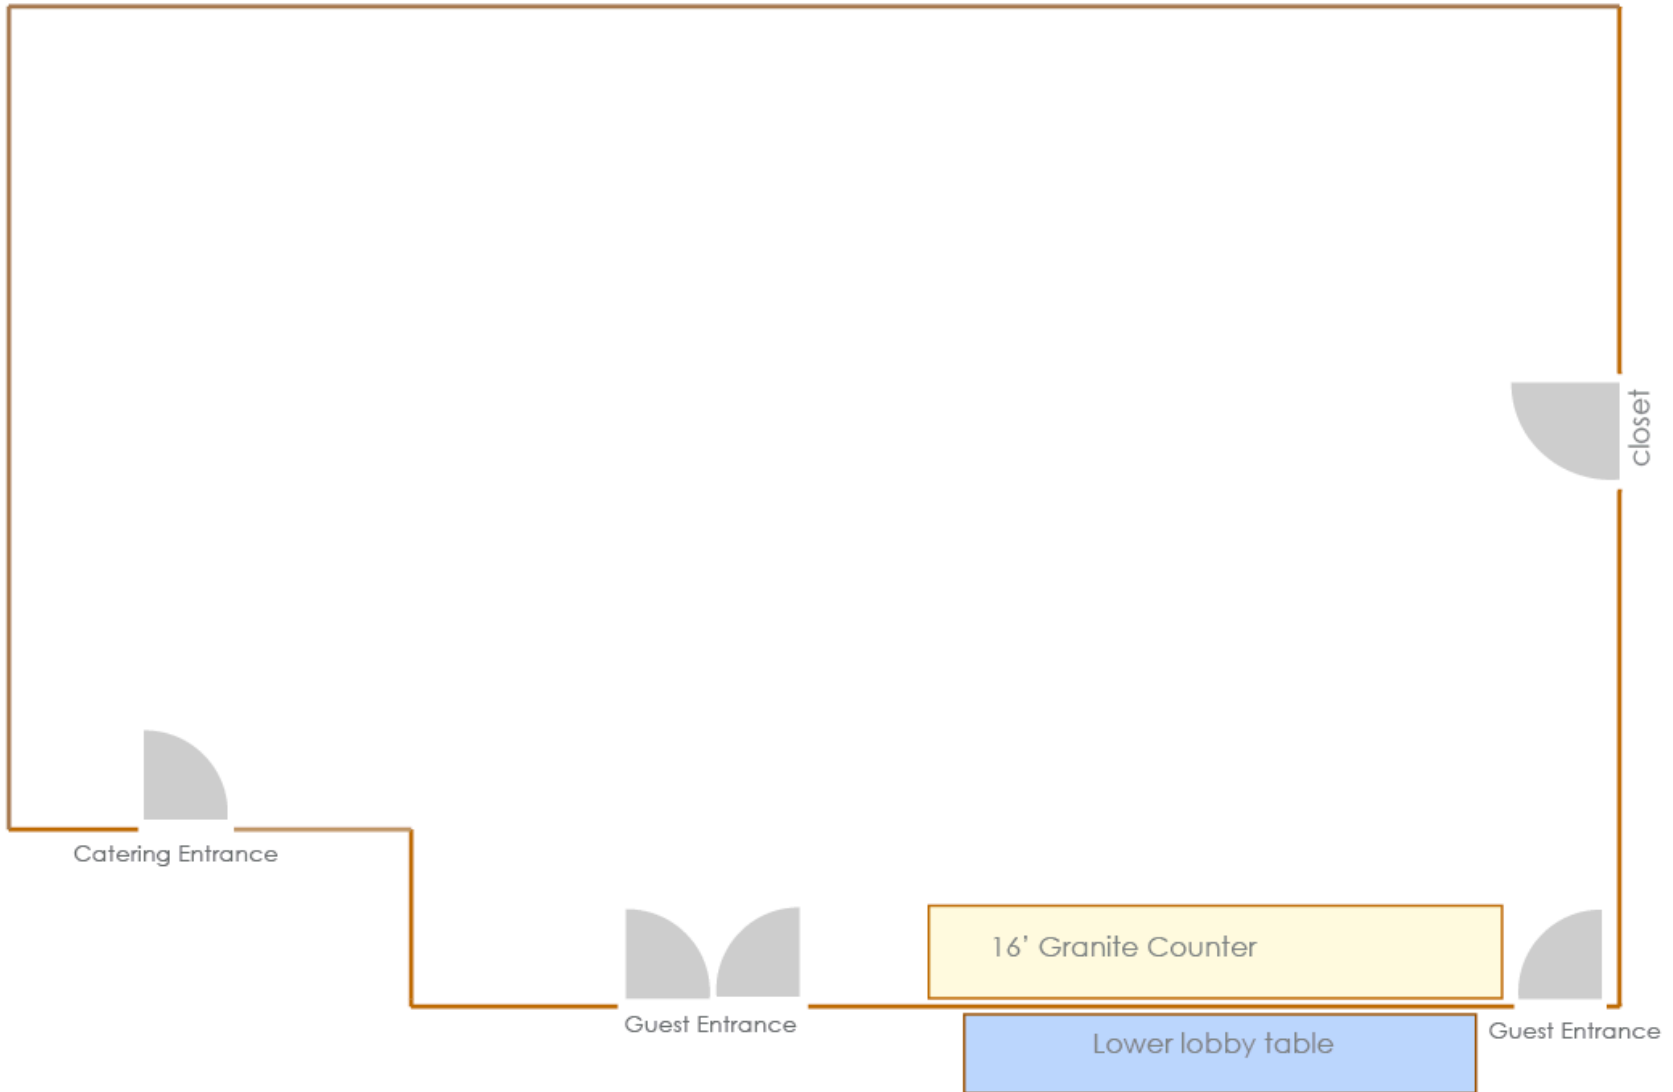 closet
Catering Entrance
16’ Granite Counter
Guest Entrance
Guest Entrance
Lower lobby table